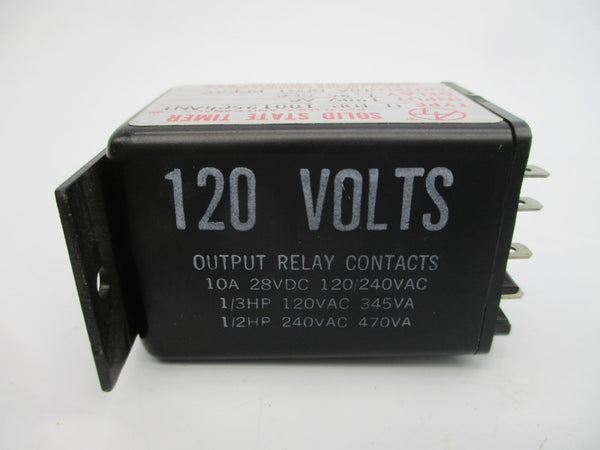 SOLID STATE TIMER
120 VOLTS
OUTPUT RELAY CONTACTS
10A 28VDC 120/240VAC
1/3HP 120VAC 345VA
1/2HP 240VAC 470VA